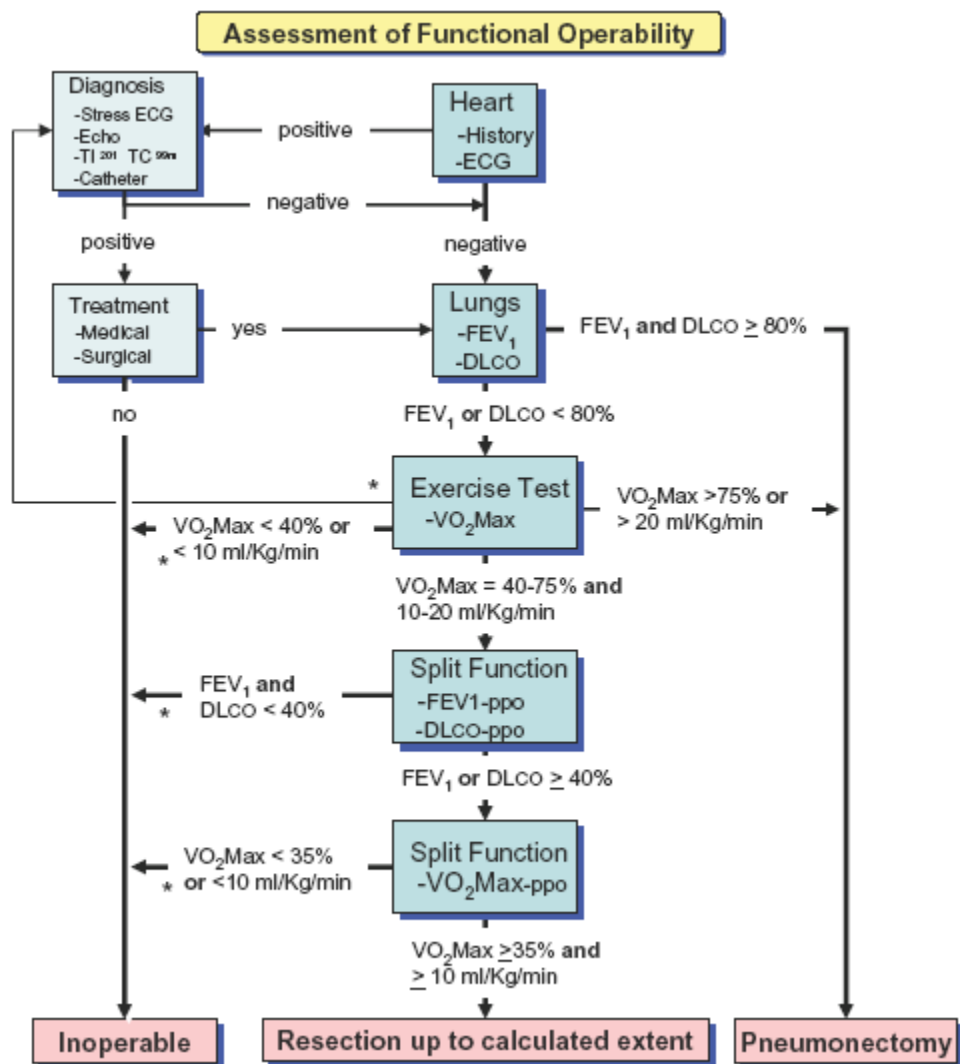 Assessment of Functional Operability
Diagnosis
-Stress ECG
-Echo
-Tl 201 TC 99m
-Catheter
positive
Heart
-History
-ECG
negative
positive
negative
Treatment
-Medical
-Surgical
yes
Lungs
-FEV1
-DLCO
FEV1 and DLCO ≥ 80%
no
FEV1 or DLCO < 80%
*
Exercise Test
-VO2Max
VO2Max >75% or
> 20 ml/Kg/min
VO2Max < 40% or
* < 10 ml/Kg/min
VO2Max = 40-75% and
10-20 ml/Kg/min
Split Function
-FEV1-ppo
-DLCO-ppo
FEV1 and
* DLCO < 40%
FEV1 or DLCO ≥ 40%
Split Function
-VO2Max-ppo
VO2Max < 35%
* or <10 ml/Kg/min
VO2Max ≥35% and
≥ 10 ml/Kg/min
Inoperable
Resection up to calculated extent
Pneumonectomy